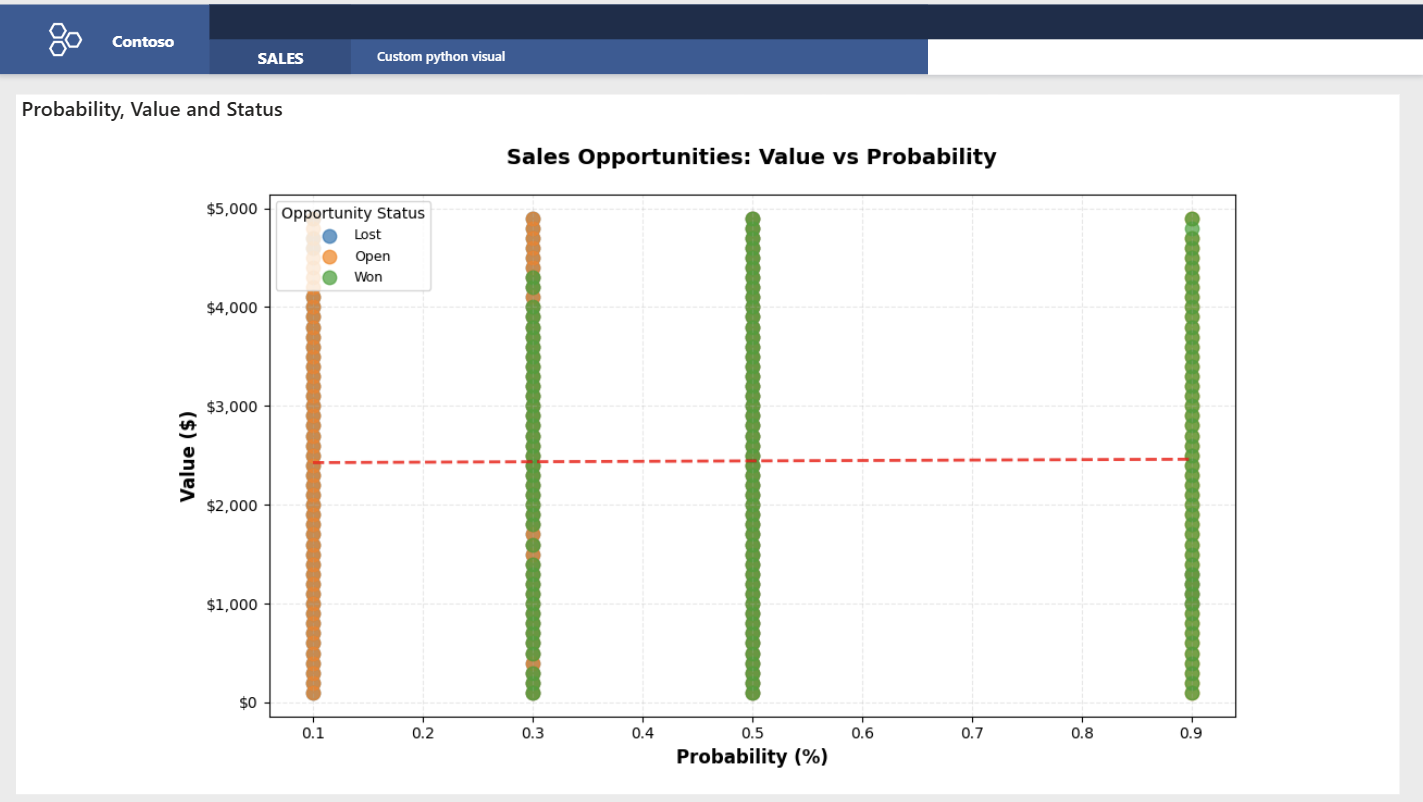 Contoso
SALES
Custom python visual
Probability, Value and Status
Sales Opportunities: Value vs Probability
Opportunity Status
Lost
Open
Won
$5,000
$4,000
$3,000
$2,000
$1,000
$0
Value ($)
0.1 0.2 0.3 0.4 0.5 0.6 0.7 0.8 0.9
Probability (%)